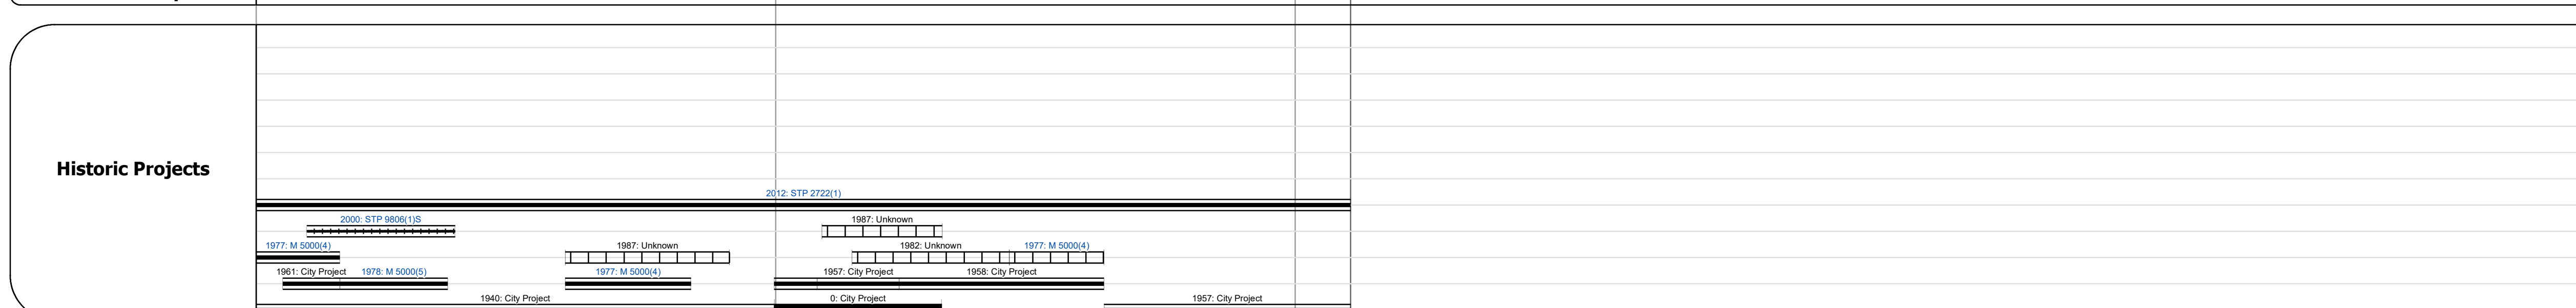 2012: STP 2722(1)
Historic Projects
2000: STP 9806(1)S 1987: Unknown
1977: M 5000(4) 1987: Unknown 1982: Unknown 1977: M 5000(4)
1961: City Project 1978: M 5000(5) 1977: M 5000(4) 1957: City Project 1958: City Project
1940: City Project 0: City Project 1957: City Project